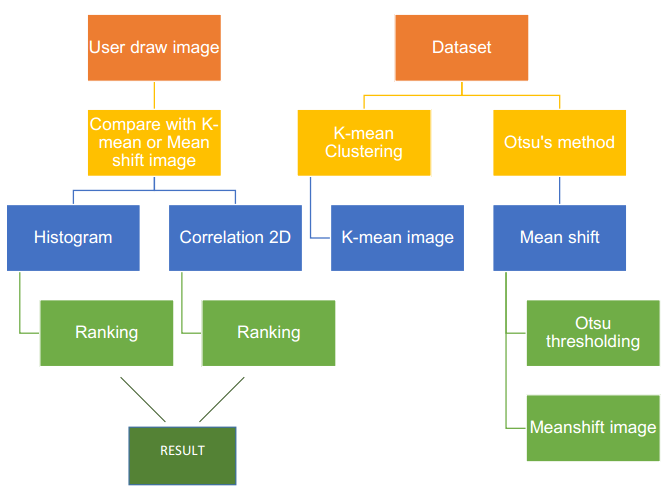 User draw image
Dataset
Compare with K-
mean or Mean
shift image
K-mean
Clustering
Otsu's method
Histogram
Correlation 2D
K-mean image
Mean shift
Ranking
Ranking
Otsu
thresholding
Meanshift image
RESULT